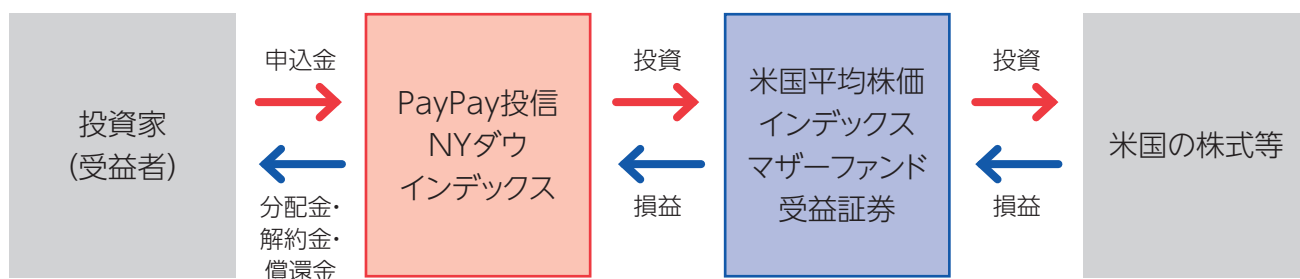 投資家
(受益者)
申込金
分配金・
解約金・
償還金
PayPay投信
NYダウ
インデックス
投資
損益
米国平均株価
インデックス
マザーファンド
受益証券
投資
損益
米国の株式等